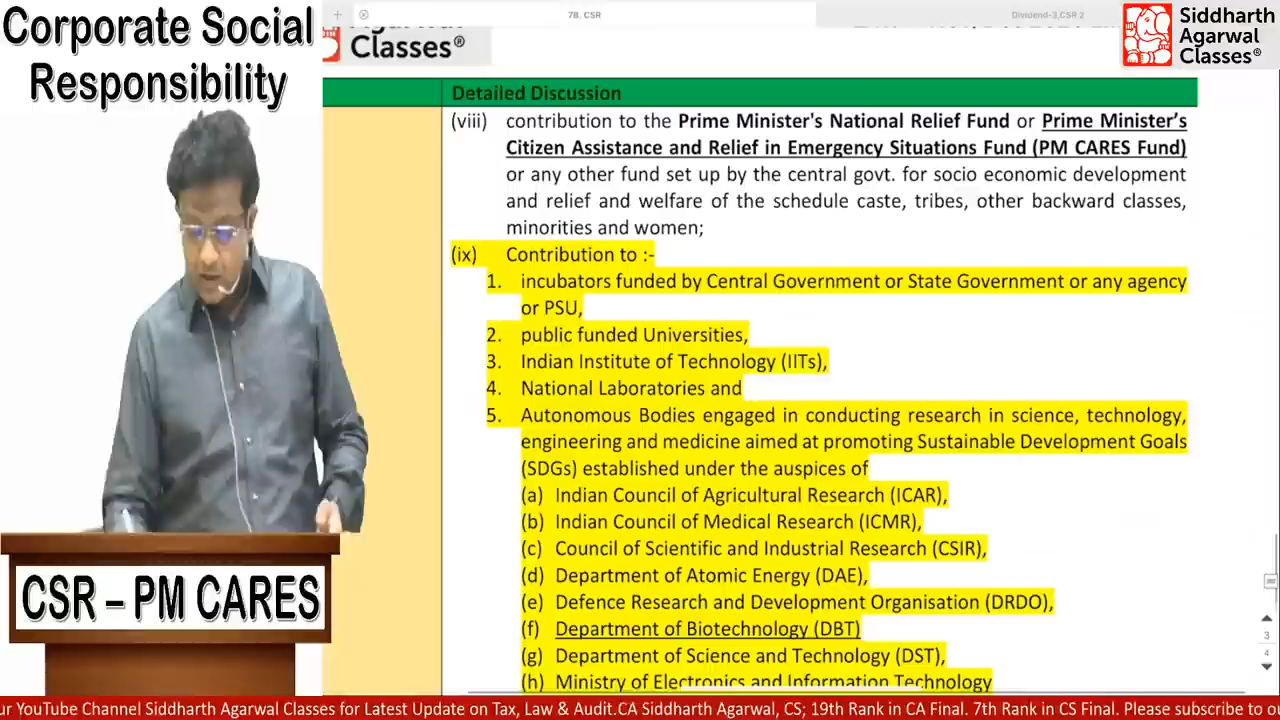 Corporate Social
Responsibility
7B. CSR
Dividend-3,CSR 2
Classes®
Siddharth
Agarwal
Classes®
Detailed Discussion
(viii) contribution to the Prime Minister's National Relief Fund or Prime Minister’s
Citizen Assistance and Relief in Emergency Situations Fund (PM CARES Fund)
or any other fund set up by the central govt. for socio economic development
and relief and welfare of the schedule caste, tribes, other backward classes,
minorities and women;
(ix) Contribution to :-
1. incubators funded by Central Government or State Government or any agency
or PSU,
2. public funded Universities,
3. Indian Institute of Technology (IITs),
4. National Laboratories and
5. Autonomous Bodies engaged in conducting research in science, technology,
engineering and medicine aimed at promoting Sustainable Development Goals
(SDGs) established under the auspices of
(a) Indian Council of Agricultural Research (ICAR),
(b) Indian Council of Medical Research (ICMR),
(c) Council of Scientific and Industrial Research (CSIR),
(d) Department of Atomic Energy (DAE),
(e) Defence Research and Development Organisation (DRDO),
(f) Department of Biotechnology (DBT)
(g) Department of Science and Technology (DST),
(h) Ministry of Electronics and Information Technology
3
4
CSR – PM CARES
ur YouTube Channel Siddharth Agarwal Classes for Latest Update on Tax, Law & Audit.CA Siddharth Agarwal, CS; 19th Rank in CA Final. 7th Rank in CS Final. Please subscribe to ou